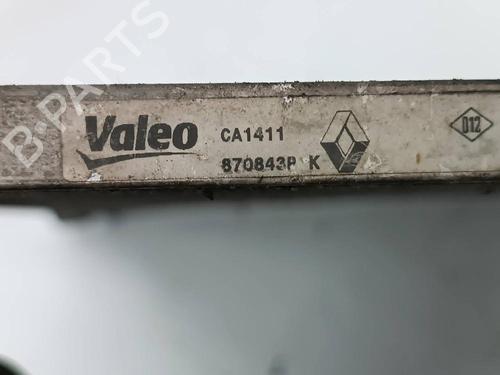 B-PARTS
Valeo
CA1411
870843P K
D12